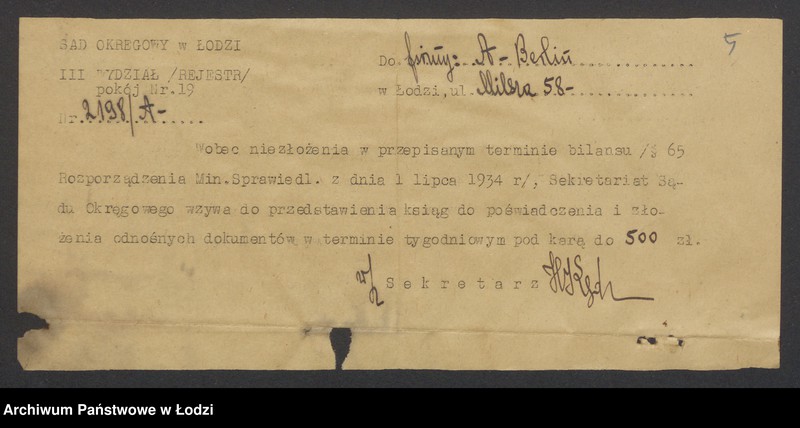 SĄD OKRĘGOWY w ŁODZI
III WYDZIAŁ /REJESTR/
pokój Nr.19
Nr. 2198/A-
Do firmy: A- Berlin
w Łodzi, ul. 58-
5
Wobec niezłożenia w przepisanym terminie bilansu /§ 65
Rozporządzenia Min.Sprawiedl. z dnia 1 lipca 1934 r/, Sekretariat Są-
du Okręgowego wzywa do przedstawienia ksiąg do poświadczenia i zło-
żenia odnośnych dokumentów w terminie tygodniowym pod karą do 500 zł.
Sekretarz
Archiwum Państwowe w Łodzi